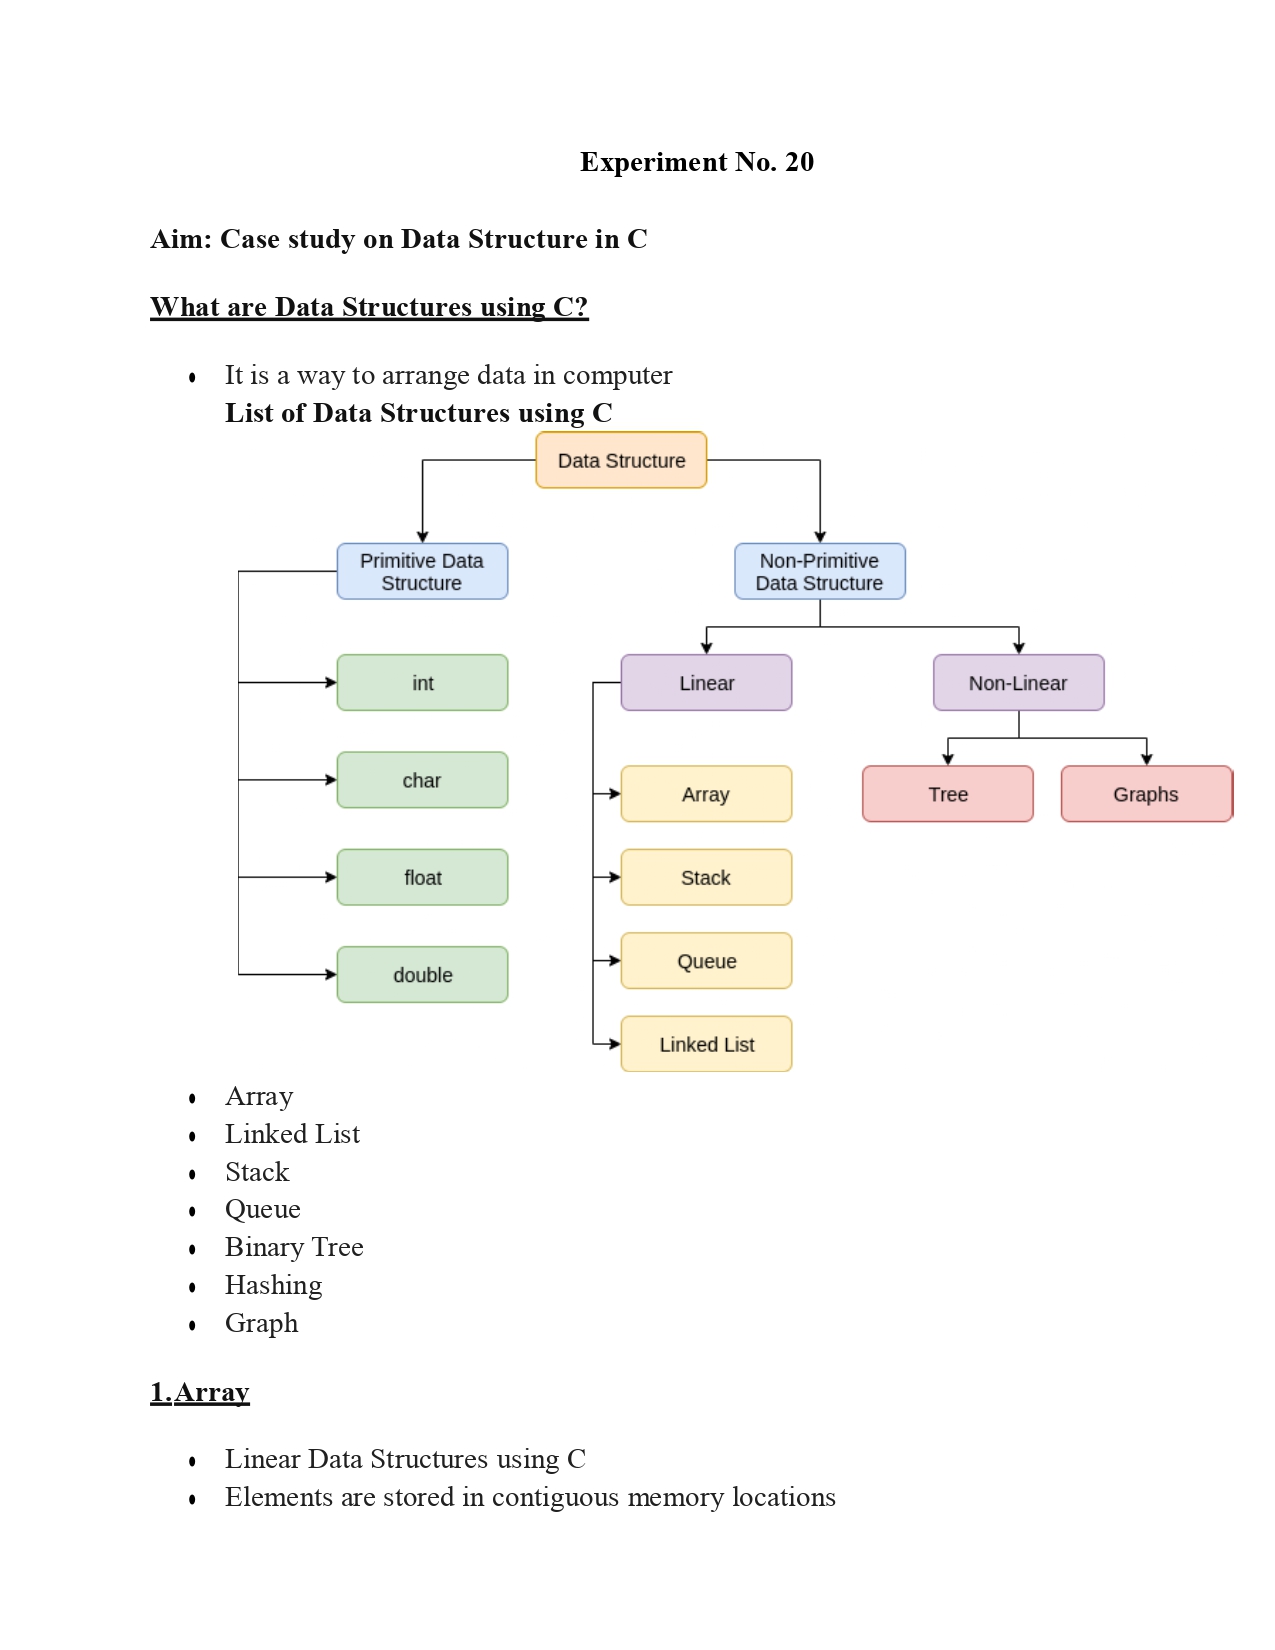 Experiment No. 20
Aim: Case study on Data Structure in C
What are Data Structures using C?
• It is a way to arrange data in computer
List of Data Structures using C
Data Structure
Primitive Data
Structure
Non-Primitive
Data Structure
int
Linear
Non-Linear
char
Array
Tree
Graphs
float
Stack
double
Queue
Linked List
• Array
• Linked List
• Stack
• Queue
• Binary Tree
• Hashing
• Graph
1.Array
• Linear Data Structures using C
• Elements are stored in contiguous memory locations